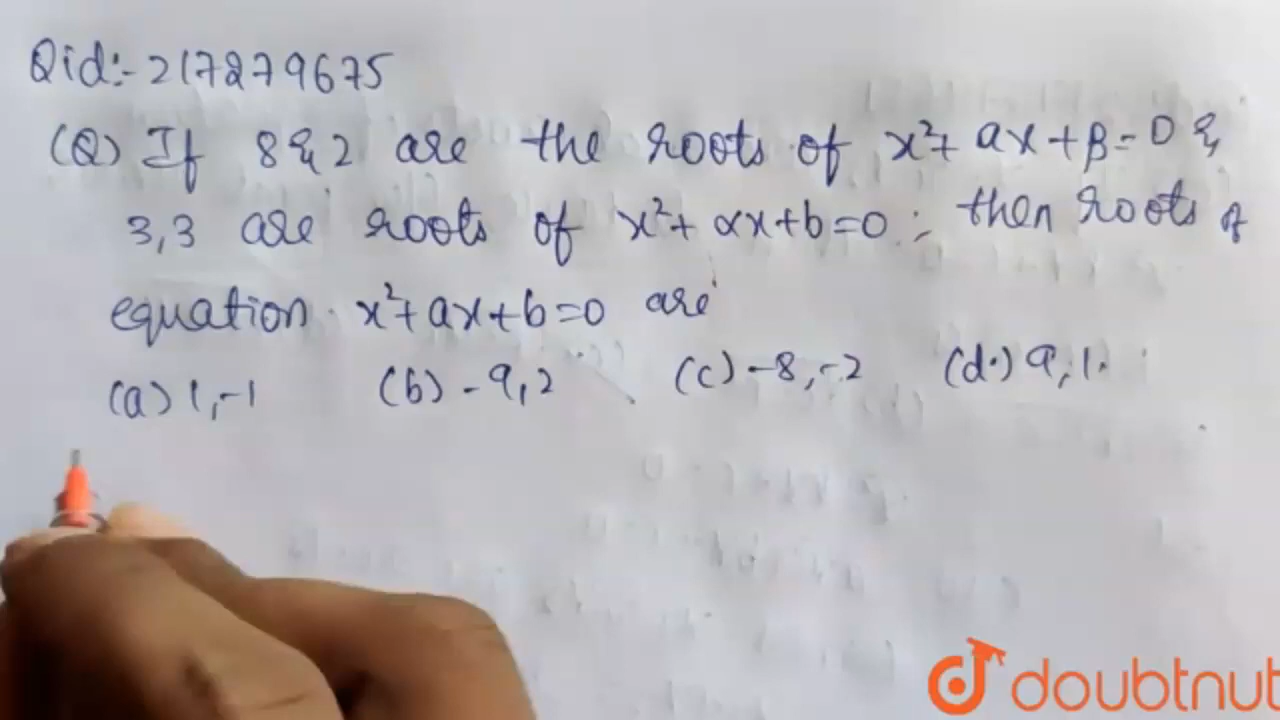 Qid:-217279675
(Q) If 8 & 2 are the roots of x²+ ax+β=0 &
3,3 are roots of x²+ αx+b=0 ; then roots of
equation x²+ax+b=0 are
(a) 1,-1 (b) -9,2 (c) -8,-2 (d.) 9,1.
doubtnut